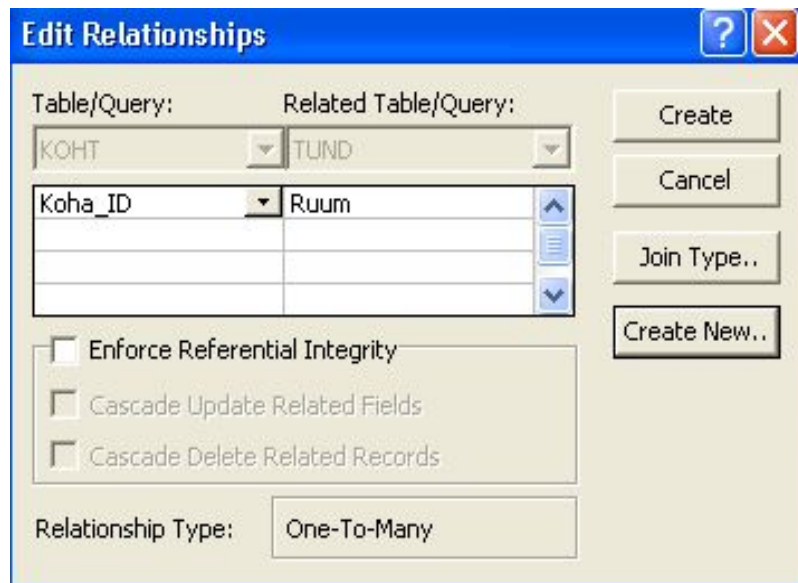 Edit Relationships
Table/Query: Related Table/Query:
KOHT TUND
Koha_ID Ruum
Create
Cancel
Join Type..
Create New..
Enforce Referential Integrity
Cascade Update Related Fields
Cascade Delete Related Records
Relationship Type: One-To-Many